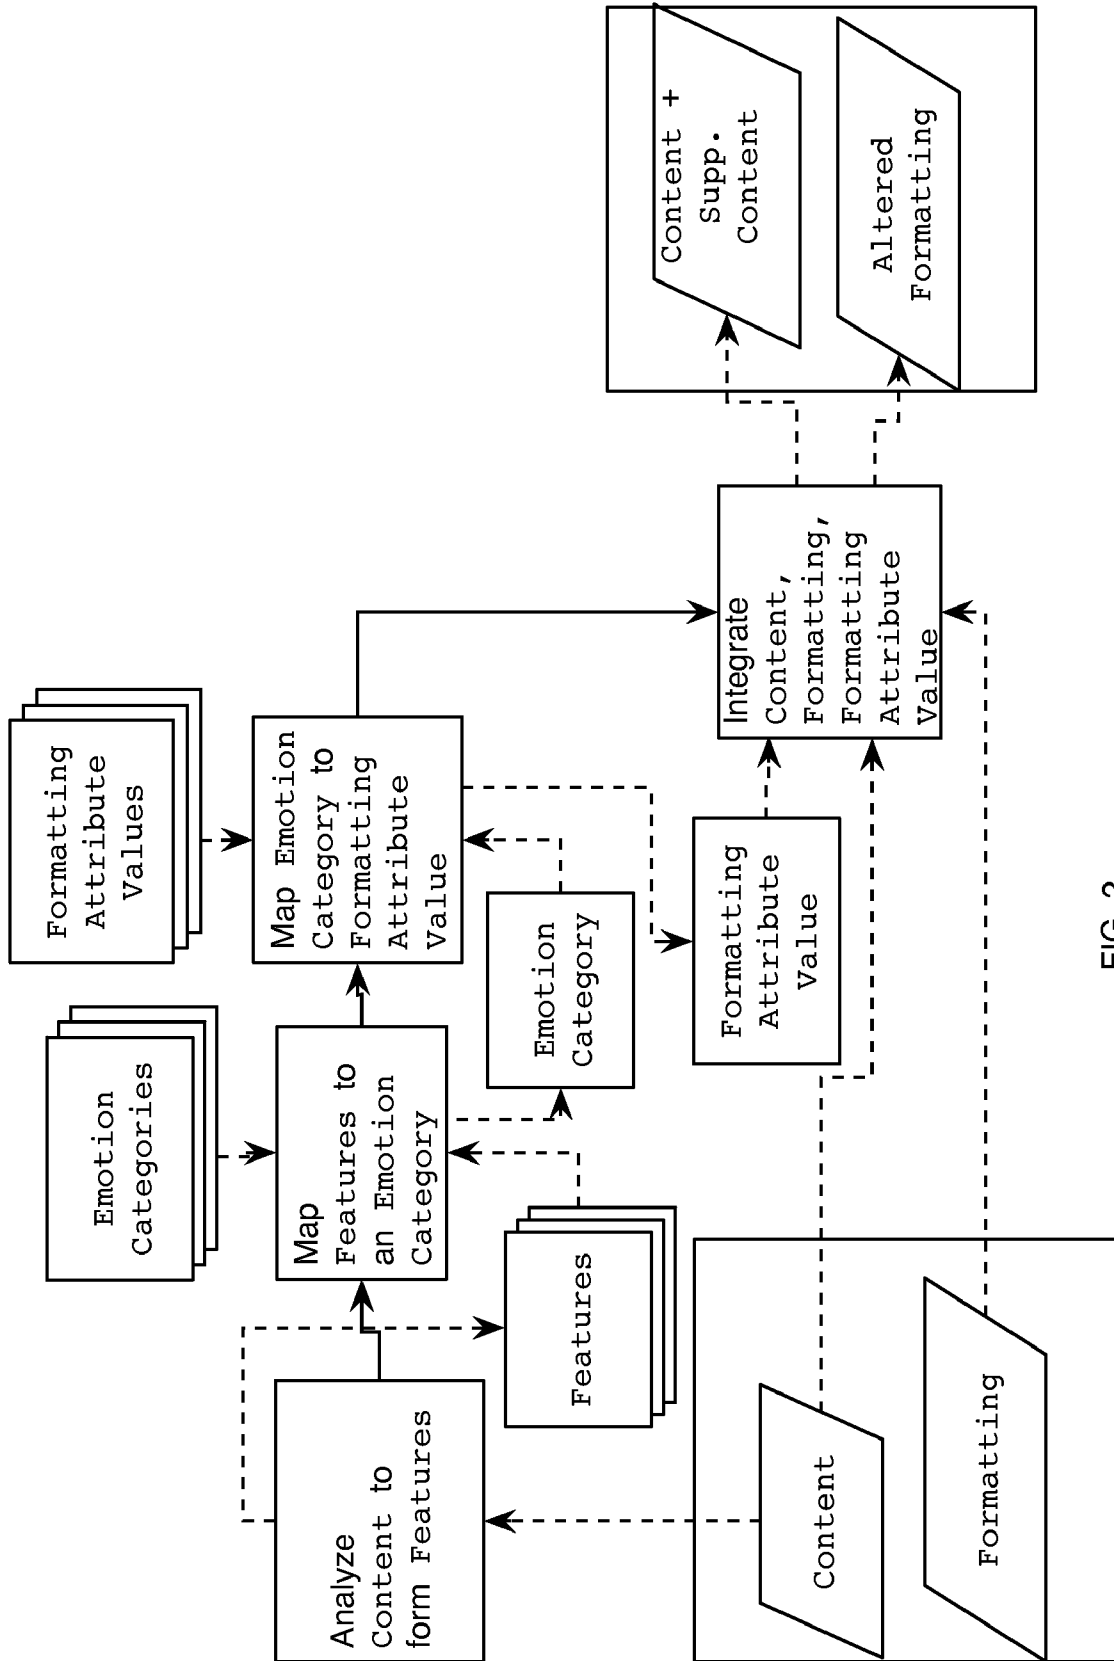 Formatting
Attribute
Values
Emotion
Categories
Map Emotion
Category to
Formatting
Attribute
Value
Map
Features to
an Emotion
Category
Analyze
Content to
form Features
Emotion
Category
Features
Formatting
Attribute
Value
Integrate
Content,
Formatting,
Formatting
Attribute
Value
Content +
Supp.
Content
Altered
Formatting
Content
Formatting